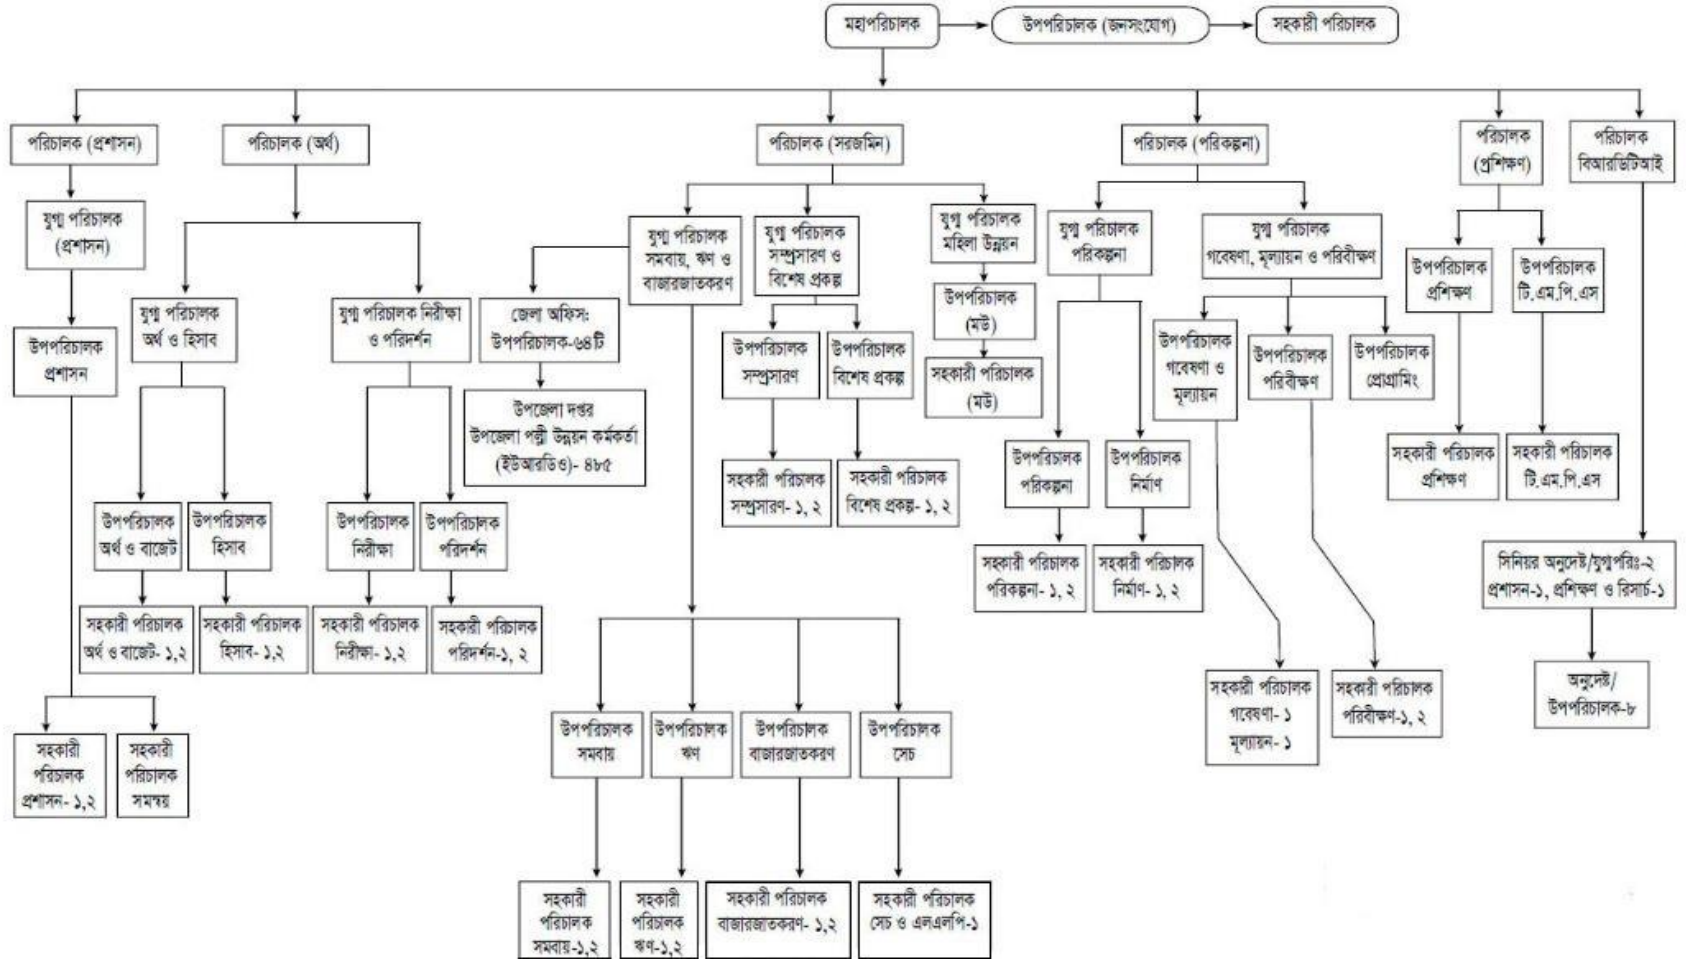 মহাপরিচালক
উপপরিচালক (জনসংযোগ)
সহকারী পরিচালক
পরিচালক (প্রশাসন)
পরিচালক (অর্থ)
পরিচালক (সরজমিন)
পরিচালক (পরিকল্পনা)
পরিচালক
(প্রশিক্ষণ)
পরিচালক
বিআরডিটিআই
যুগ্ম পরিচালক
(প্রশাসন)
যুগ্ম পরিচালক
সমবায়, ঋণ ও
বাজারজাতকরণ
যুগ্ম পরিচালক
সম্প্রসারণ ও
বিশেষ প্রকল্প
যুগ্ম পরিচালক
মহিলা উন্নয়ন
যুগ্ম পরিচালক
পরিকল্পনা
যুগ্ম পরিচালক
গবেষণা, মূল্যায়ন ও পরিবীক্ষণ
উপপরিচালক
প্রশিক্ষণ
উপপরিচালক
টি.এম.পি.এস
উপপরিচালক
প্রশাসন
যুগ্ম পরিচালক
অর্থ ও হিসাব
যুগ্ম পরিচালক নিরীক্ষা
ও পরিদর্শন
জেলা অফিস:
উপপরিচালক-৬৪টি
উপপরিচালক
সম্প্রসারণ
উপপরিচালক
বিশেষ প্রকল্প
উপপরিচালক
(মউ)
সহকারী পরিচালক
(মউ)
উপপরিচালক
গবেষণা ও
মূল্যায়ন
উপপরিচালক
পরিবীক্ষণ
উপপরিচালক
প্রোগ্রামিং
উপজেলা দপ্তর
উপজেলা পল্লী উন্নয়ন কর্মকর্তা
(ইউআরডিও)- ৪৮৫
সহকারী পরিচালক
সম্প্রসারণ- ১, ২
সহকারী পরিচালক
বিশেষ প্রকল্প- ১, ২
উপপরিচালক
পরিকল্পনা
উপপরিচালক
নির্মাণ
সহকারী পরিচালক
প্রশিক্ষণ
সহকারী পরিচালক
টি.এম.পি.এস
উপপরিচালক
অর্থ ও বাজেট
উপপরিচালক
হিসাব
উপপরিচালক
নিরীক্ষা
উপপরিচালক
পরিদর্শন
সহকারী পরিচালক
পরিকল্পনা- ১, ২
সহকারী পরিচালক
নির্মাণ- ১, ২
সিনিয়র অনুদেষ্ট/যুগ্মপরিঃ-২
প্রশাসন-১, প্রশিক্ষণ ও রিসার্চ-১
সহকারী পরিচালক
অর্থ ও বাজেট- ১,২
সহকারী পরিচালক
হিসাব- ১,২
সহকারী পরিচালক
নিরীক্ষা- ১,২
সহকারী পরিচালক
পরিদর্শন-১, ২
সহকারী পরিচালক
গবেষণা- ১
মূল্যায়ন- ১
সহকারী পরিচালক
পরিবীক্ষণ-১, ২
অনুদেষ্ট/
উপপরিচালক-৮
সহকারী
পরিচালক
প্রশাসন- ১,২
সহকারী
পরিচালক
সমন্বয়
উপপরিচালক
সমবায়
উপপরিচালক
ঋণ
উপপরিচালক
বাজারজাতকরণ
উপপরিচালক
সেচ
সহকারী
পরিচালক
সমবায়-১,২
সহকারী
পরিচালক
ঋণ-১,২
সহকারী পরিচালক
বাজারজাতকরণ- ১,২
সহকারী পরিচালক
সেচ ও এলএলপি-১